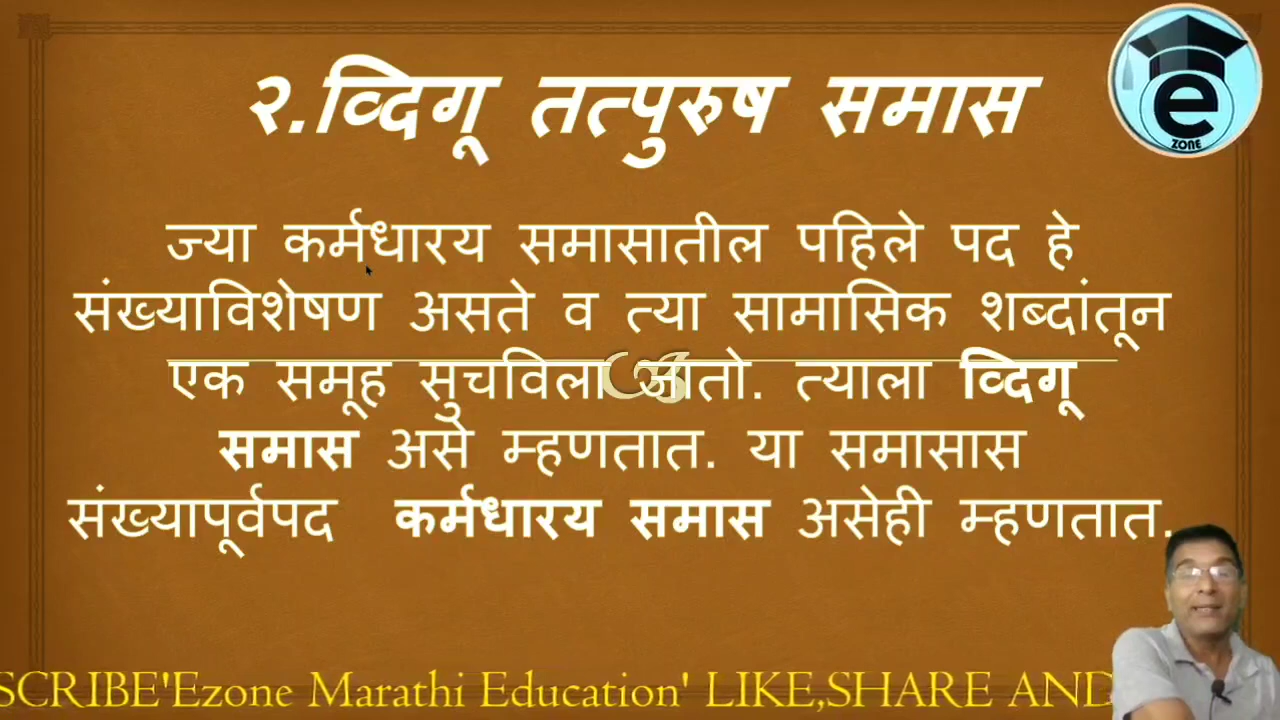 २.व्दिगू तत्पुरुष समास
e
ZONE
ज्या कर्मधारय समासातील पहिले पद हे
संख्याविशेषण असते व त्या सामासिक शब्दांतून
एक समूह सुचविला जातो. त्याला व्दिगू
समास असे म्हणतात. या समासास
संख्यापूर्वपद कर्मधारय समास असेही म्हणतात.
SCRIBE'Ezone Marathi Education' LIKE,SHARE AND